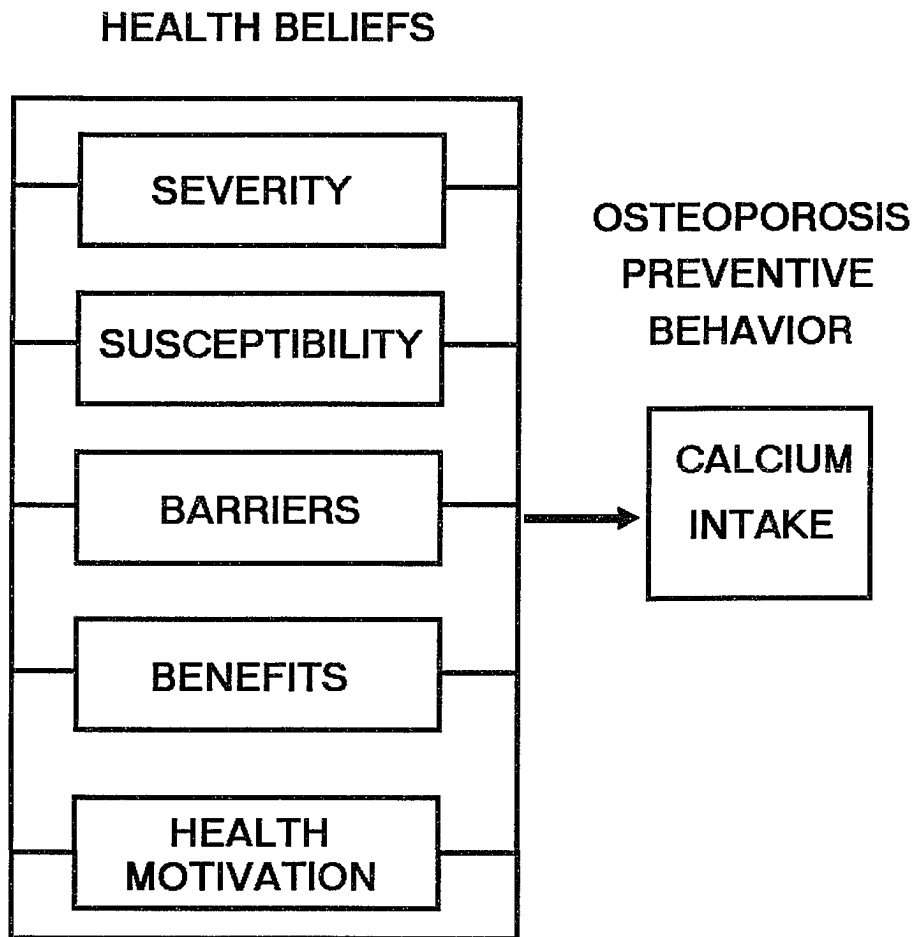 HEALTH BELIEFS
SEVERITY
SUSCEPTIBILITY
BARRIERS
BENEFITS
HEALTH
MOTIVATION
OSTEOPOROSIS
PREVENTIVE
BEHAVIOR
CALCIUM
INTAKE